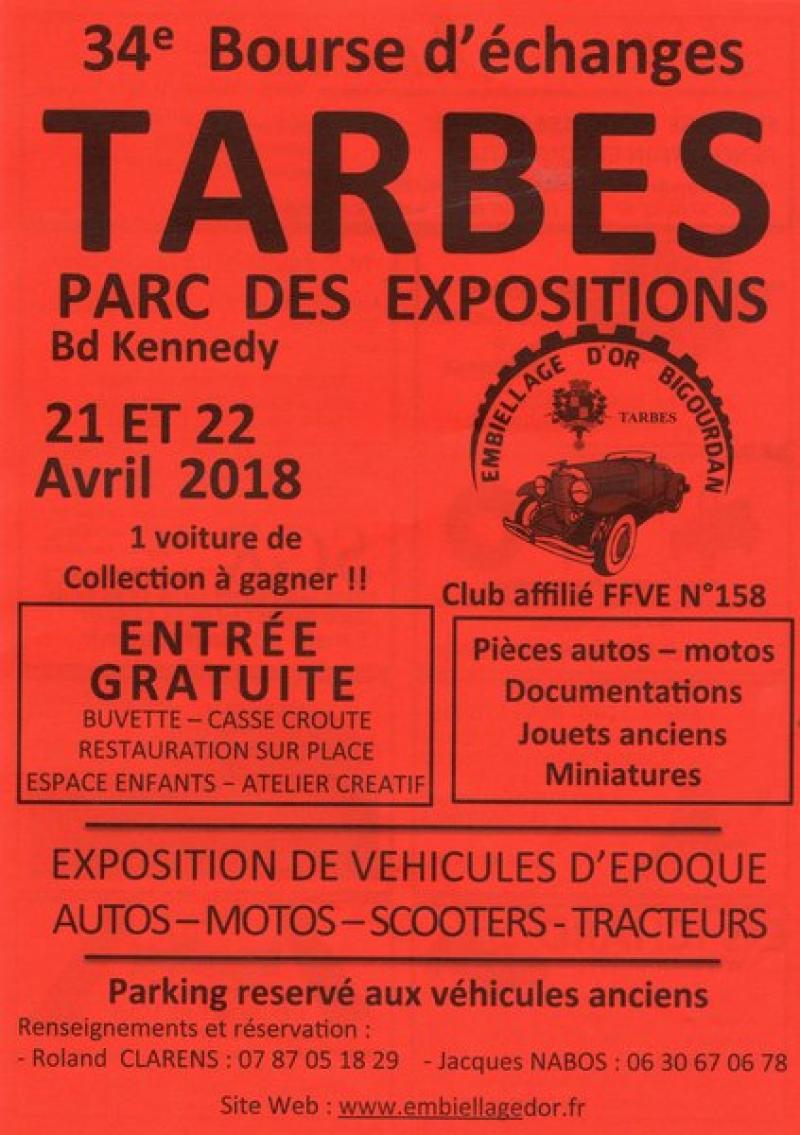 34e Bourse d'échanges
TARBES
PARC DES EXPOSITIONS
Bd Kennedy
EMBIELLAGE D'OR BIGOURDAN
TARBES
21 ET 22
Avril 2018
1 voiture de
Collection à gagner !!
Club affilié FFVE N°158
ENTRÉE
GRATUITE
BUVETTE – CASSE CROUTE
RESTAURATION SUR PLACE
ESPACE ENFANTS – ATELIER CREATIF
Pièces autos – motos
Documentations
Jouets anciens
Miniatures
EXPOSITION DE VEHICULES D'EPOQUE
AUTOS – MOTOS – SCOOTERS - TRACTEURS
Parking reservé aux véhicules anciens
Renseignements et réservation :
- Roland CLARENS : 07 87 05 18 29 - Jacques NABOS : 06 30 67 06 78
Site Web : www.embiellagedor.fr